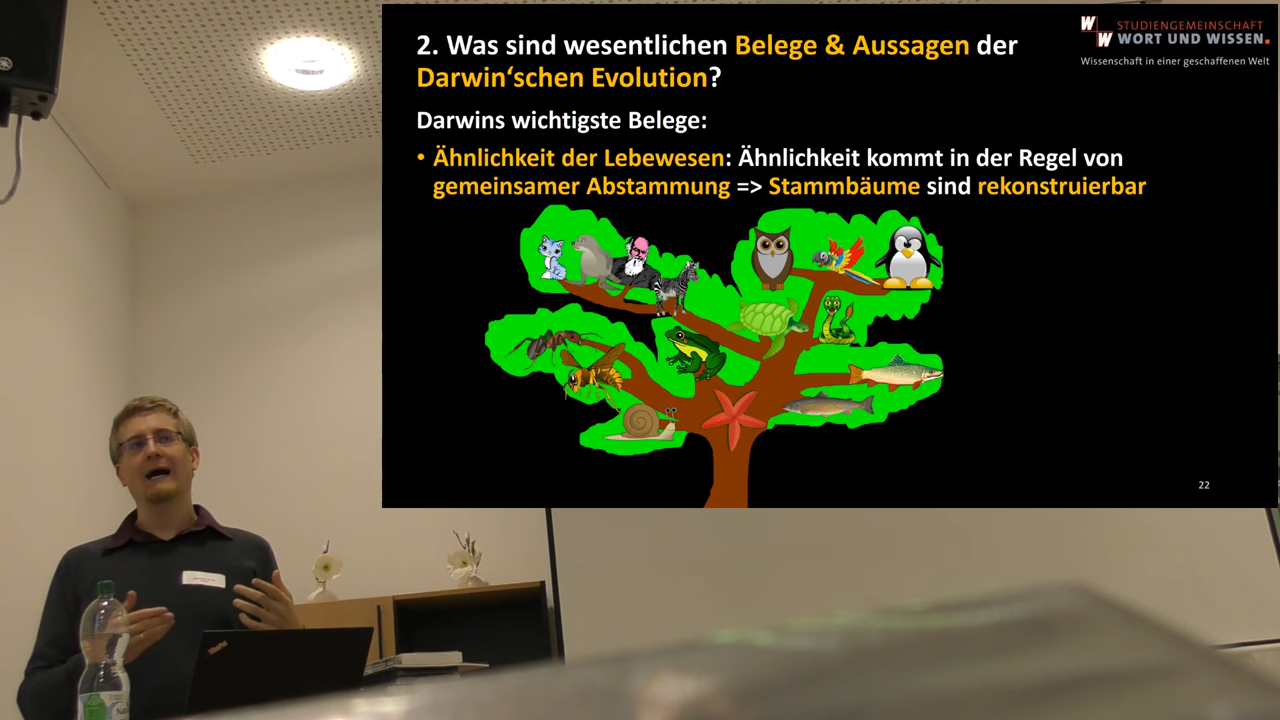 2. Was sind wesentlichen Belege & Aussagen der
Darwin‘schen Evolution?
W
W
STUDIENGEMEINSCHAFT
WORT UND WISSEN.
Wissenschaft in einer geschaffenen Welt
Darwins wichtigste Belege:
• Ähnlichkeit der Lebewesen: Ähnlichkeit kommt in der Regel von
gemeinsamer Abstammung => Stammbäume sind rekonstruierbar
22
ThinkPad